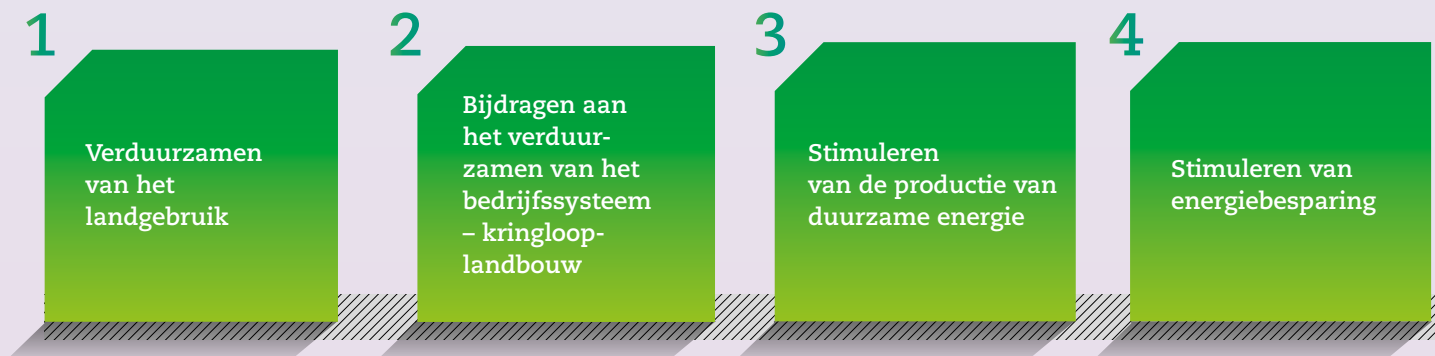 1
Verduurzamen
van het
landgebruik
2
Bijdragen aan
het verduur-
zamen van het
bedrijfssysteem
– kringloop-
landbouw
3
Stimuleren
van de productie van
duurzame energie
4
Stimuleren van
energiebesparing